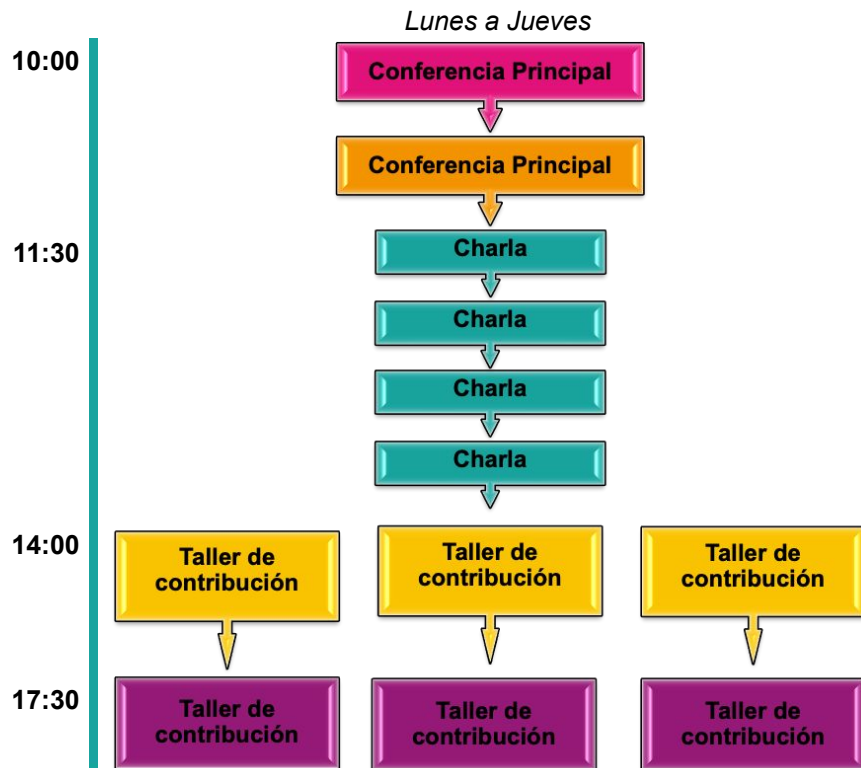 Lunes a Jueves
10:00
Conferencia Principal
Conferencia Principal
11:30
Charla
Charla
Charla
Charla
14:00
Taller de
contribución
Taller de
contribución
Taller de
contribución
17:30
Taller de
contribución
Taller de
contribución
Taller de
contribución